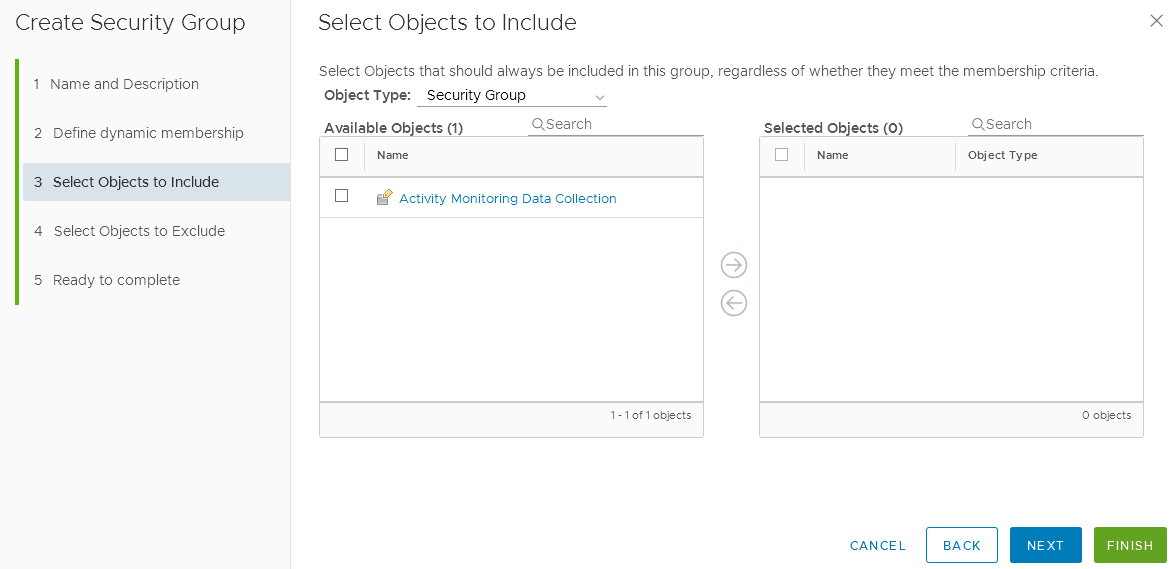 Create Security Group
1 Name and Description
2 Define dynamic membership
3 Select Objects to Include
4 Select Objects to Exclude
5 Ready to complete
Select Objects to Include
Select Objects that should always be included in this group, regardless of whether they meet the membership criteria.
Object Type: Security Group
Available Objects (1) Search
Name
Activity Monitoring Data Collection
1 - 1 of 1 objects
Selected Objects (0) Search
Name Object Type
0 objects
CANCEL BACK NEXT FINISH